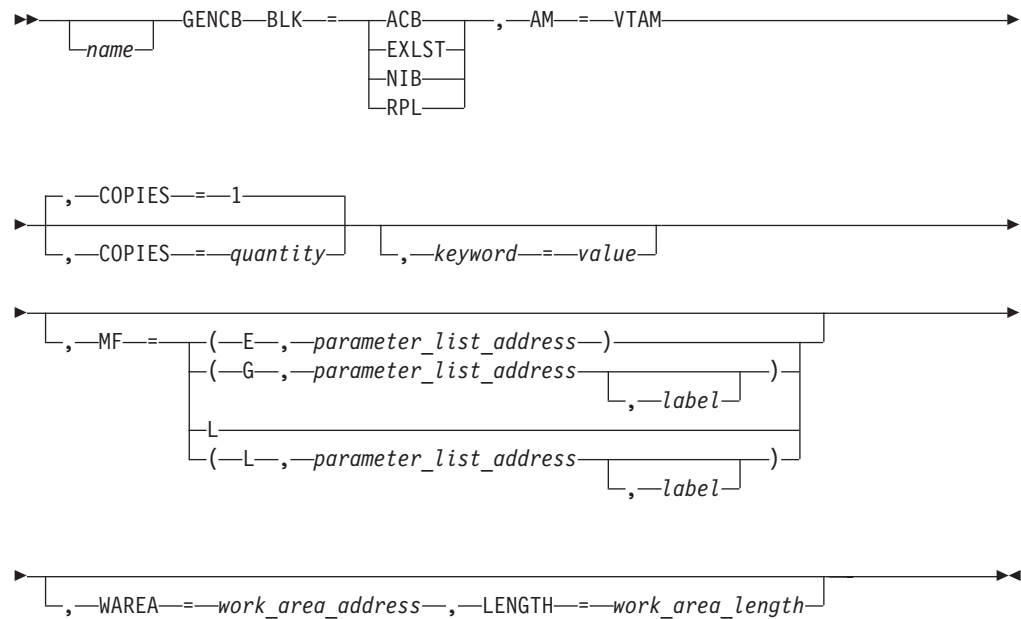 GENCB BLK = ACB , AM = VTAM
name EXLST
NIB
RPL
, COPIES = 1
, COPIES = quantity , keyword = value
, MF = ( E , parameter_list_address )
( G , parameter_list_address )
, label
L
( L , parameter_list_address )
, label
, WAREA = work_area_address , LENGTH = work_area_length